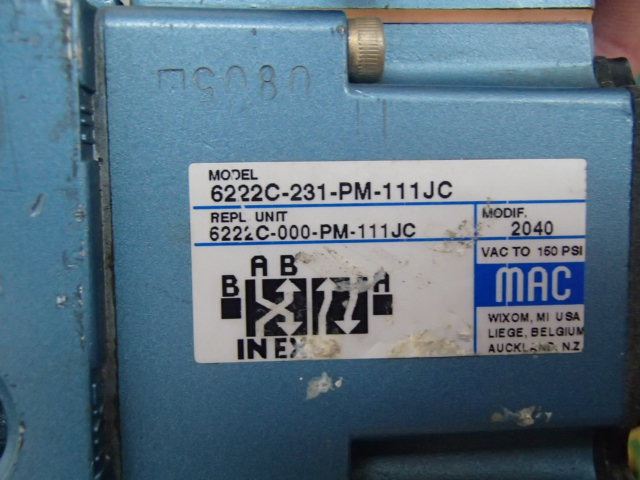 0805
MODEL
6222C-231-PM-111JC
REPL UNIT
6222C-000-PM-111JC
MODIF.
2040
VAC TO 150 PSI
MAC
WIXOM, MI USA
LIEGE, BELGIUM
AUCKLAND, N.Z
A B
B A
IN EX